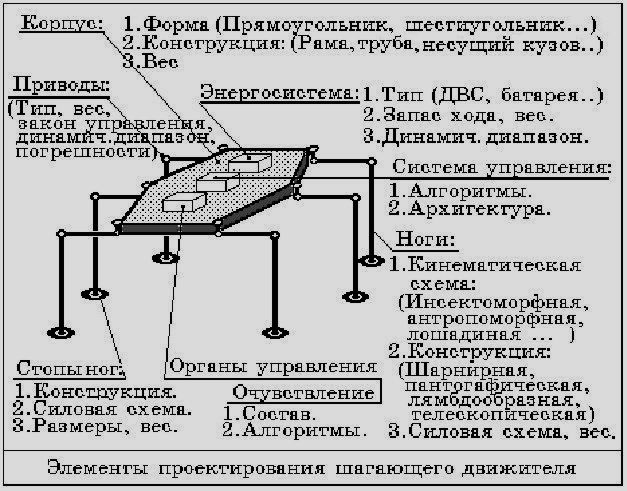 Корпус:
1.Форма (Прямоугольник, шестиугольник...)
2.Конструкция: (Рама, труба, несущий кузов..)
3.Вес
Приводы:
(Тип, вес,
закон управления,
динамич. диапазон,
погрешности)
Энергосистема:
1.Тип (ДВС, батарея..)
2.Запас хода, вес.
3.Динамич. диапазон.
Система управления:
1.Алгоритмы.
2.Архитектура.
Ноги:
1.Кинематическая
схема:
(Инсектоморфная,
антропоморфная,
лошадиная ... )
2.Конструкция:
(Шарнирная,
пантогафическая,
лямбдообразная,
телескопическая)
3.Силовая схема, вес.
Стопы ног:
1.Конструкция.
2.Силовая схема.
3.Размеры, вес.
Органы управления
Очувствление
1.Состав.
2.Алгоритмы.
Элементы проектирования шагающего движителя